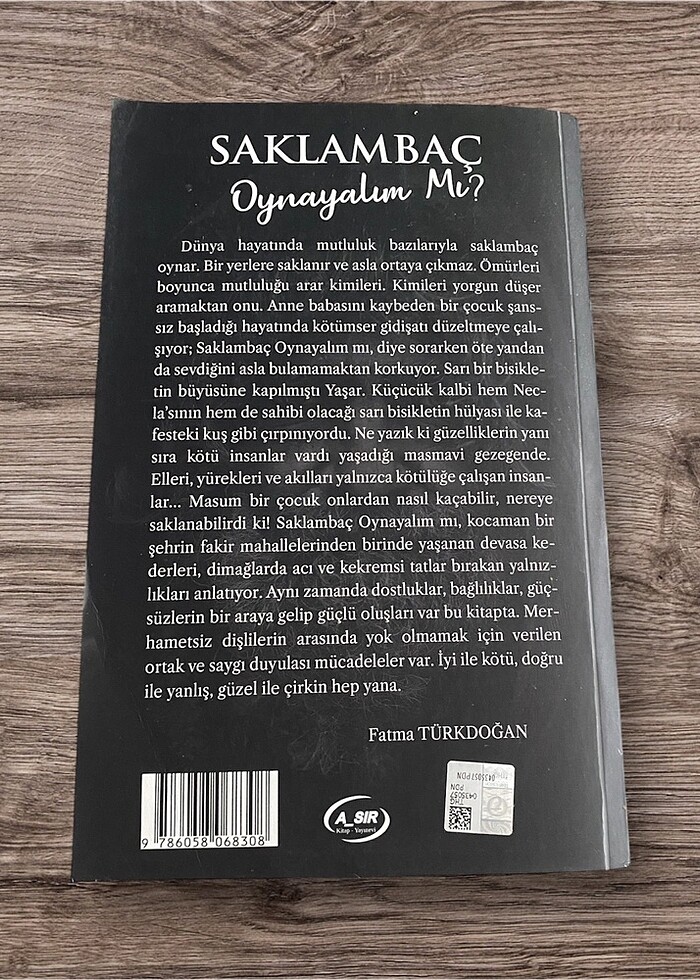 SAKLAMBAÇ
Oynayalım Mı?
Dünya hayatında mutluluk bazılarıyla saklambaç
oynar. Bir yerlere saklanır ve asla ortaya çıkmaz. Ömürleri
boyunca mutluluğu arar kimileri. Kimileri yorgun düşer
aramaktan onu. Anne babasını kaybeden bir çocuk şans-
sız başladığı hayatında kötümser gidişatı düzeltmeye çalı-
şıyor; Saklambaç Oynayalım mı, diye sorarken öte yandan
da sevdiğini asla bulamamaktan korkuyor. Sarı bir bisikle-
tin büyüsüne kapılmıştı Yaşar. Küçücük kalbi hem Nec-
la’sının hem de sahibi olacağı sarı bisikletin hülyası ile ka-
festeki kuş gibi çırpınıyordu. Ne yazık ki güzelliklerin yanı
sıra kötü insanlar vardı yaşadığı masmavi gezegende.
Elleri, yürekleri ve akılları yalnızca kötülüğe çalışan insan-
lar... Masum bir çocuk onlardan nasıl kaçabilir, nereye
saklanabilirdi ki! Saklambaç Oynayalım mı, kocaman bir
şehrin fakir mahallelerinden birinde yaşanan devasa ke-
derleri, dimağlarda acı ve kekremsi tatlar bırakan yalnız-
lıkları anlatıyor. Aynı zamanda dostluklar, bağlılıklar, güç-
süzlerin bir araya gelip güçlü oluşları var bu kitapta. Mer-
hametsiz dişlilerin arasında yok olmamak için verilen
ortak ve saygı duyulası mücadeleler var. İyi ile kötü, doğru
ile yanlış, güzel ile çirkin hep yana.
Fatma TÜRKDOĞAN
9 786058 068308
A_SIR
Kitap - Yayınevi
THG
0435057
PDN
0435057PDN